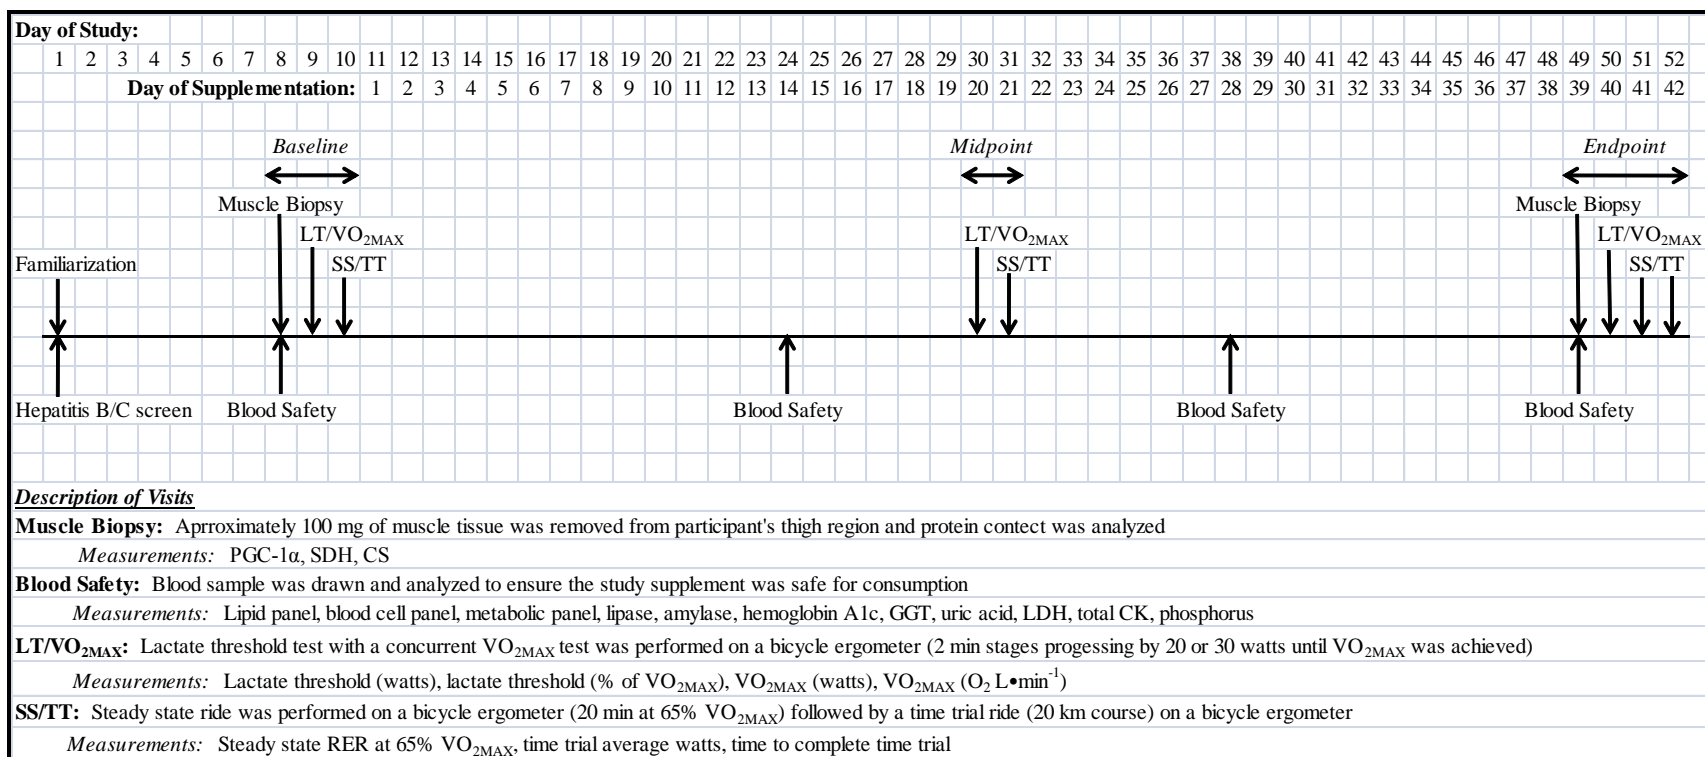 Day of Study:
1 2 3 4 5 6 7 8 9 10 11 12 13 14 15 16 17 18 19 20 21 22 23 24 25 26 27 28 29 30 31 32 33 34 35 36 37 38 39 40 41 42 43 44 45 46 47 48 49 50 51 52
Day of Supplementation: 1 2 3 4 5 6 7 8 9 10 11 12 13 14 15 16 17 18 19 20 21 22 23 24 25 26 27 28 29 30 31 32 33 34 35 36 37 38 39 40 41 42
Baseline Midpoint Endpoint
Muscle Biopsy Muscle Biopsy
LT/VO2MAX LT/VO2MAX LT/VO2MAX
Familiarization SS/TT SS/TT SS/TT
Hepatitis B/C screen Blood Safety Blood Safety Blood Safety Blood Safety
Description of Visits
Muscle Biopsy: Aprroximately 100 mg of muscle tissue was removed from participant's thigh region and protein contect was analyzed
Measurements: PGC-1α, SDH, CS
Blood Safety: Blood sample was drawn and analyzed to ensure the study supplement was safe for consumption
Measurements: Lipid panel, blood cell panel, metabolic panel, lipase, amylase, hemoglobin A1c, GGT, uric acid, LDH, total CK, phosphorus
LT/VO2MAX: Lactate threshold test with a concurrent VO2MAX test was performed on a bicycle ergometer (2 min stages progessing by 20 or 30 watts until VO2MAX was achieved)
Measurements: Lactate threshold (watts), lactate threshold (% of VO2MAX), VO2MAX (watts), VO2MAX (O2 L•min-1)
SS/TT: Steady state ride was performed on a bicycle ergometer (20 min at 65% VO2MAX) followed by a time trial ride (20 km course) on a bicycle ergometer
Measurements: Steady state RER at 65% VO2MAX, time trial average watts, time to complete time trial